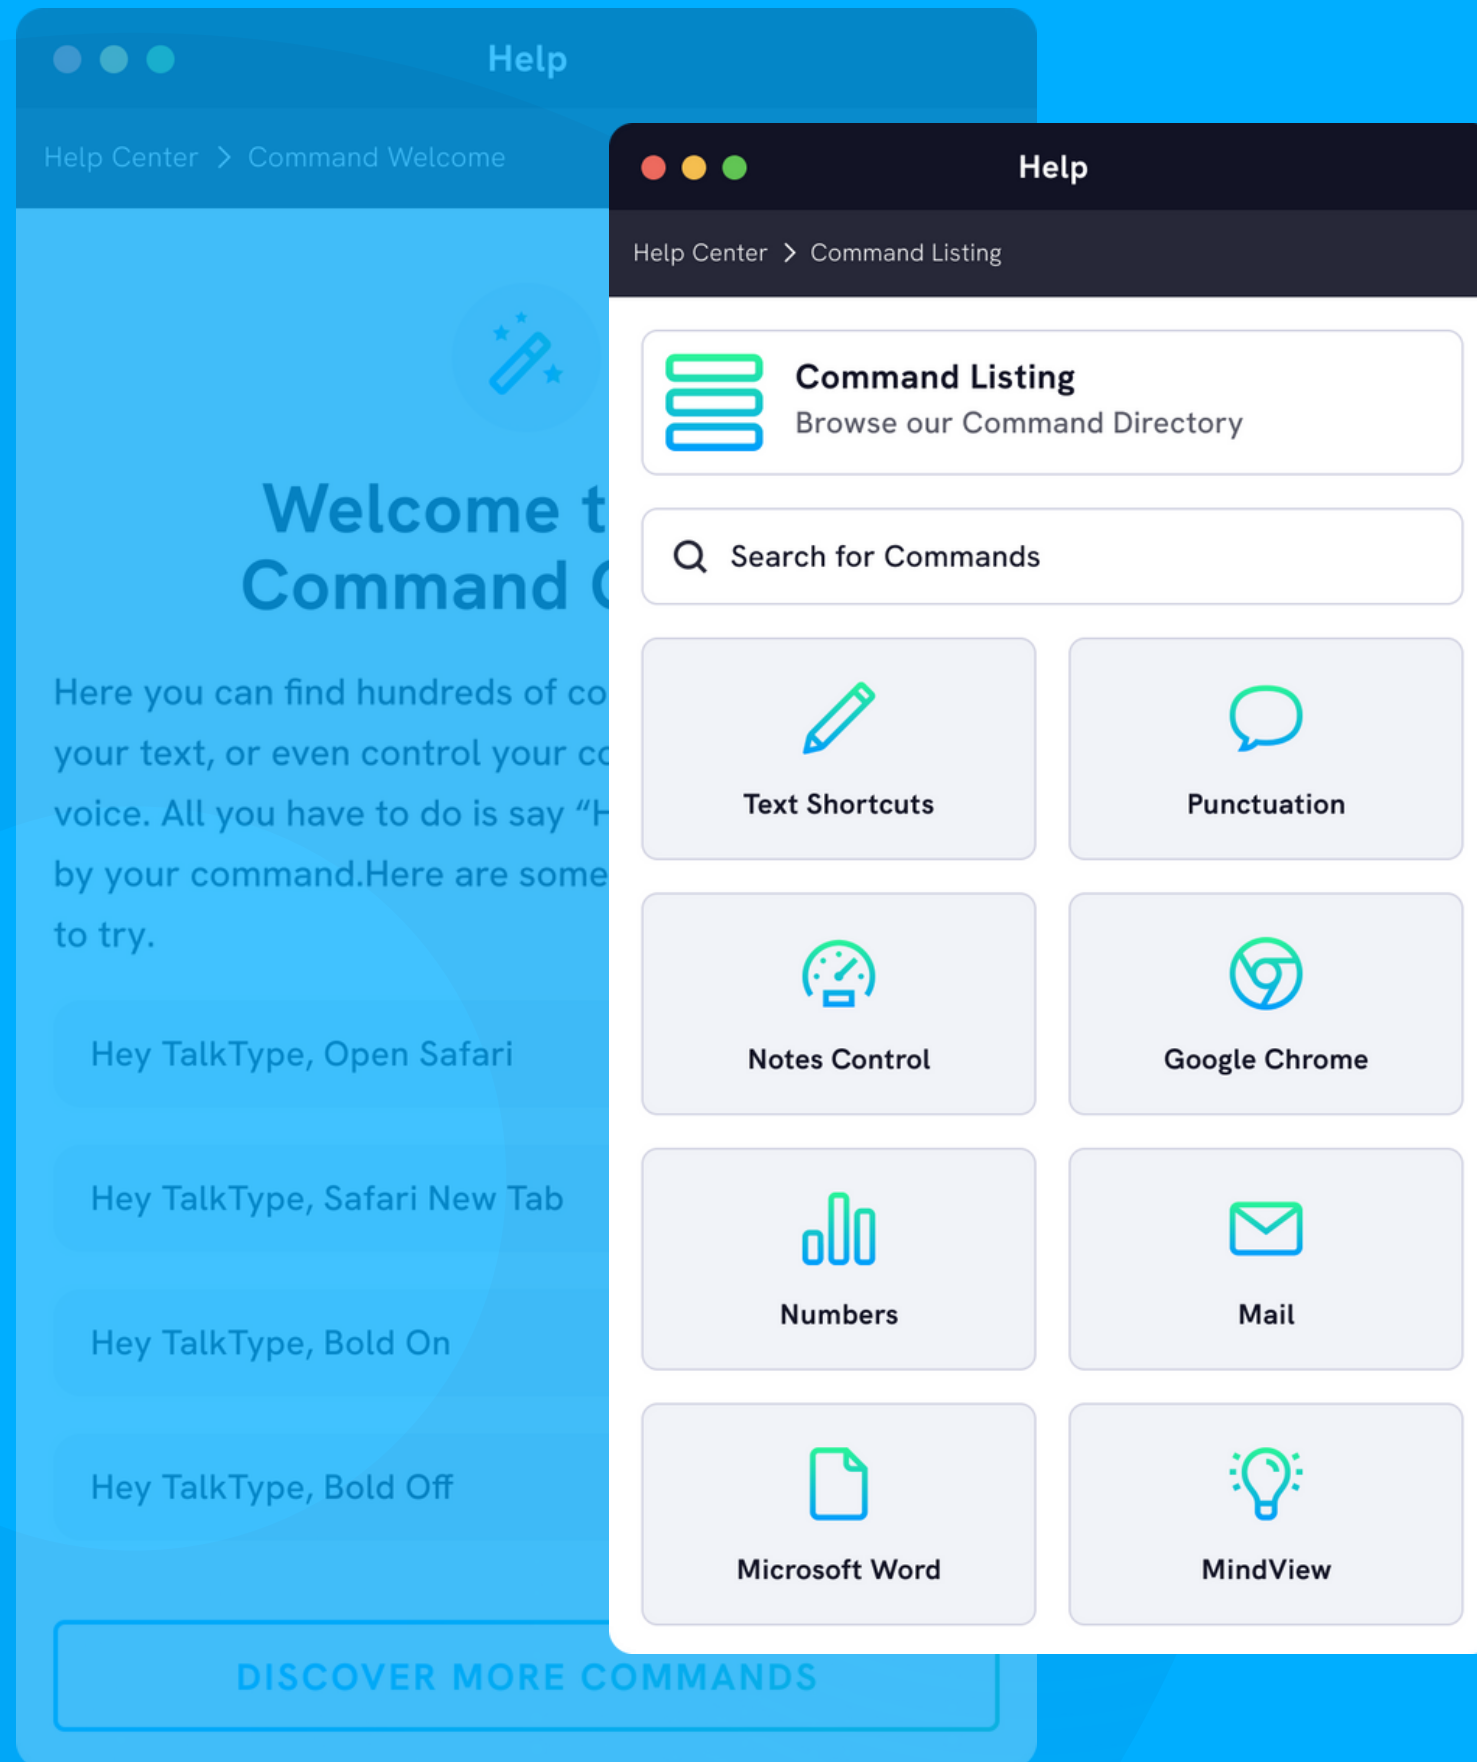 Help
Help Center > Command Welcome
Welcome t
Command
Here you can find hundreds of co
your text, or even control your co
voice. All you have to do is say “H
by your command.Here are some
to try.
Hey TalkType, Open Safari
Hey TalkType, Safari New Tab
Hey TalkType, Bold On
Hey TalkType, Bold Off
DISCOVER MORE COMMANDS
Help
Help Center > Command Listing
Command Listing
Browse our Command Directory
Search for Commands
Text Shortcuts
Punctuation
Notes Control
Google Chrome
Numbers
Mail
Microsoft Word
MindView